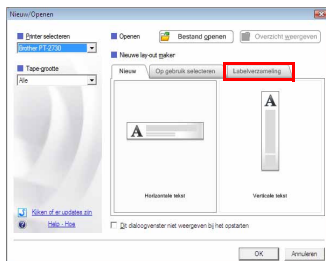 Nieuw/Openen
Printer selecteren
Brother PT-2730
Tape-grootte
Alle
Kijken of er updates zijn
Help - Hoe
Openen
Bestand openen
Overzicht weergeven
Nieuwe lay-out maker
Nieuw
Op gebruik selecteren
Labelverzameling
A
Horizontale tekst
A
Verticale tekst
Dit dialoogvenster niet weergeven bij het opstarten
OK
Annuleren